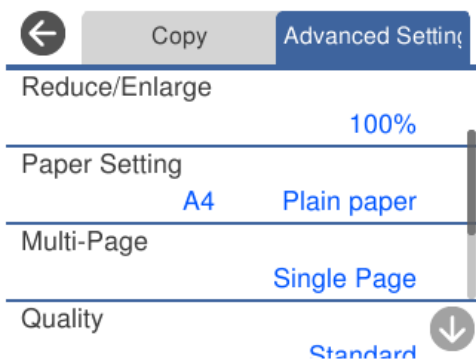 Copy Advanced Setting
Reduce/Enlarge
100%
Paper Setting
A4 Plain paper
Multi-Page
Single Page
Quality
Standard